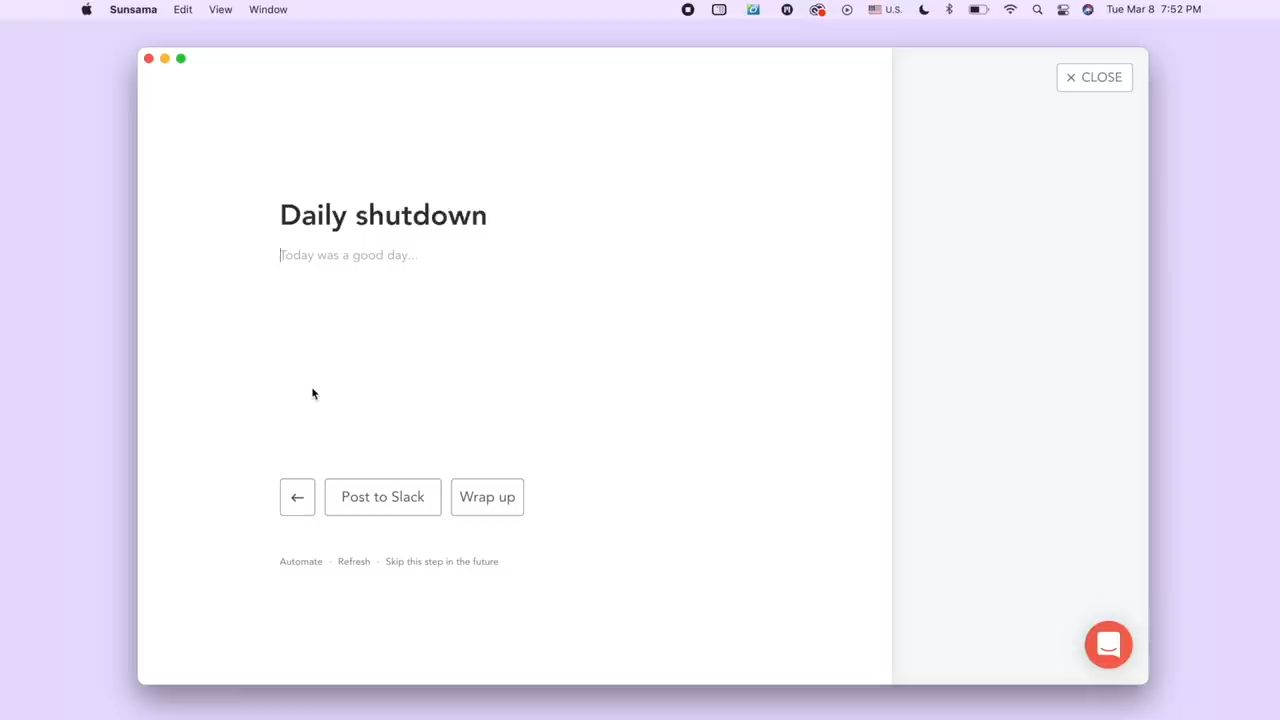 Sunsama Edit View Window U.S. Tue Mar 8 7:52 PM
× CLOSE
Daily shutdown
Today was a good day...
← Post to Slack Wrap up
Automate · Refresh · Skip this step in the future